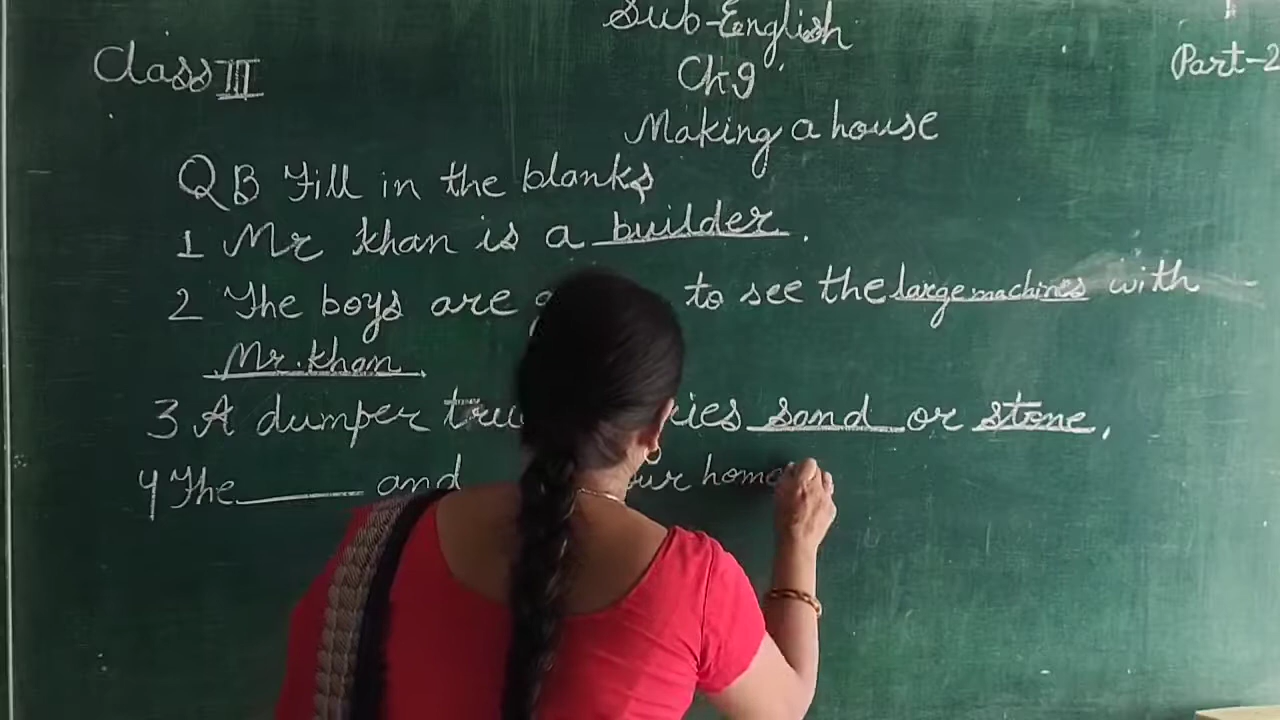 Sub-English
Class III
Ch 9
Part-2
Making a house
Q B Fill in the blanks
1 Mr Khan is a builder.
2 The boys are to see the large machines with
Mr. Khan
3 A dumper sand or stone,
4 The ____ and home